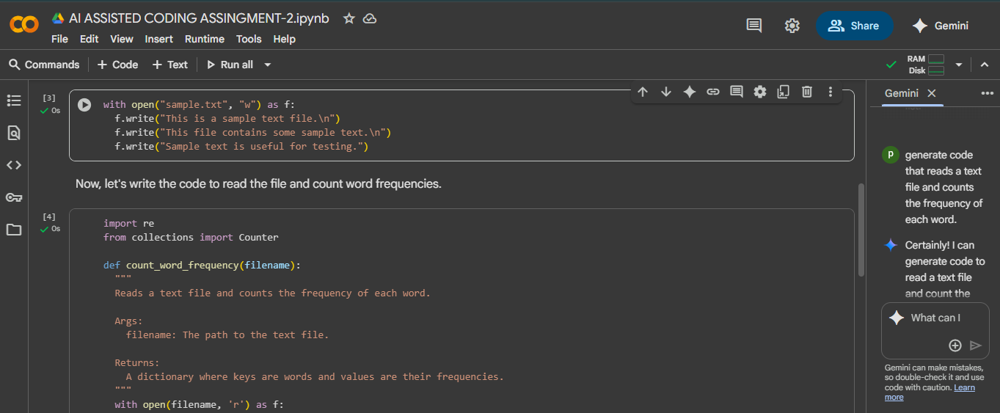 AI ASSISTED CODING ASSINGMENT-2.ipynb
File Edit View Insert Runtime Tools Help
Share
Gemini
Commands + Code + Text Run all
RAM
Disk
[3]
0s
with open("sample.txt", "w") as f:
  f.write("This is a sample text file.\n")
  f.write("This file contains some sample text.\n")
  f.write("Sample text is useful for testing.")
Now, let's write the code to read the file and count word frequencies.
[4]
0s
import re
from collections import Counter
def count_word_frequency(filename):
  """
  Reads a text file and counts the frequency of each word.
  Args:
    filename: The path to the text file.
  Returns:
    A dictionary where keys are words and values are their frequencies.
  """
  with open(filename, 'r') as f:
Gemini
P
generate code
that reads a text
file and counts
the frequency of
each word.
Certainly! I can
generate code to
read a text file
and count the
What can I
Gemini can make mistakes,
so double-check it and use
code with caution. Learn
more